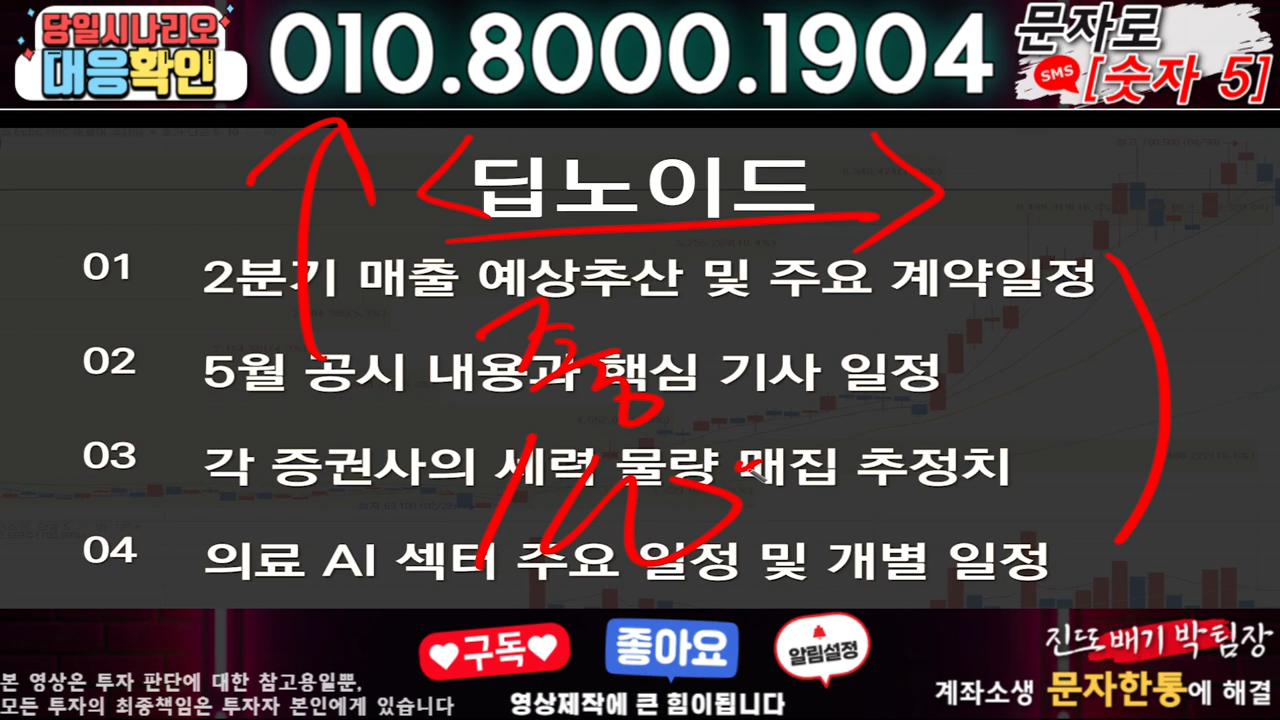 당일시나리오
대응확인
010.8000.1904
문자로
SMS [숫자 5]
딥노이드
01 2분기 매출 예상추산 및 주요 계약일정
02 5월 공시 내용과 핵심 기사 일정
03 각 증권사의 세력 물량 매집 추정치
04 의료 AI 섹터 주요 일정 및 개별 일정
구독
좋아요
알림설정
영상제작에 큰 힘이됩니다
본 영상은 투자 판단에 대한 참고용일뿐,
모든 투자의 최종책임은 투자자 본인에게 있습니다
진또배기 박팀장
계좌소생 문자한통에 해결